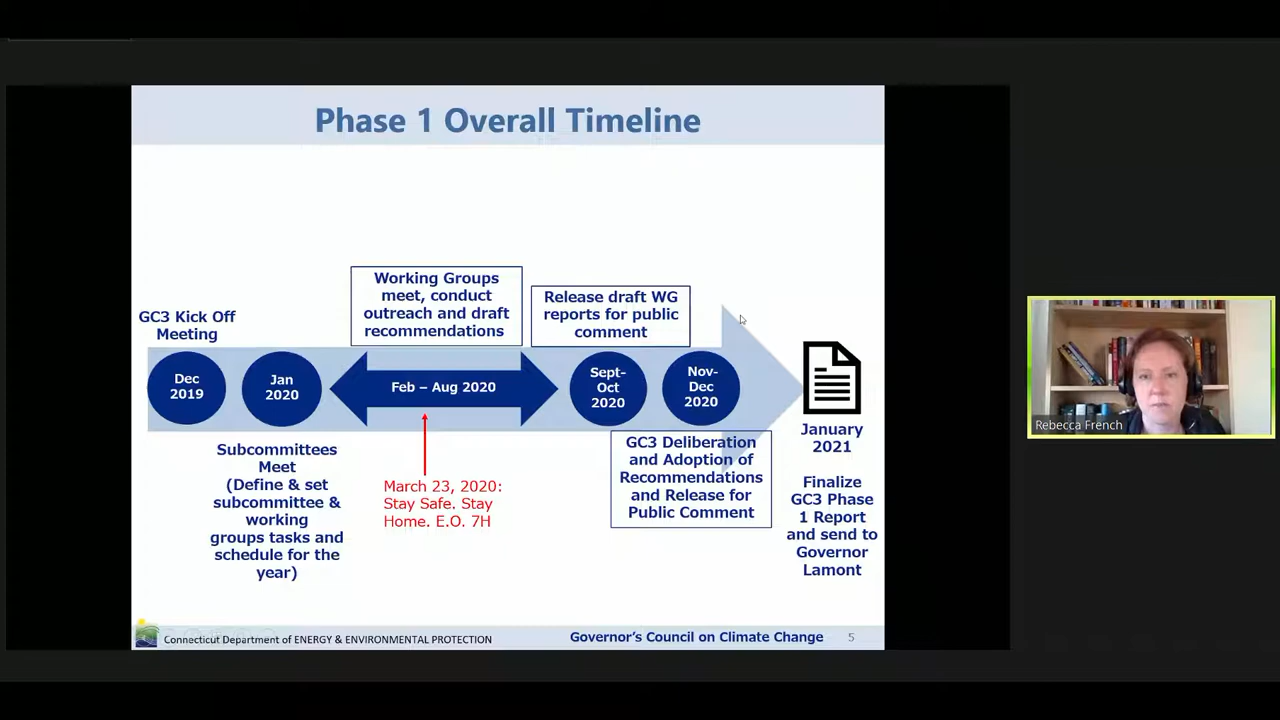 Phase 1 Overall Timeline
GC3 Kick Off
Meeting
Working Groups
meet, conduct
outreach and draft
recommendations
Release draft WG
reports for public
comment
Dec
2019
Jan
2020
Feb – Aug 2020
Sept-
Oct
2020
Nov-
Dec
2020
Subcommittees
Meet
(Define & set
subcommittee &
working
groups tasks and
schedule for the
year)
March 23, 2020:
Stay Safe. Stay
Home. E.O. 7H
GC3 Deliberation
and Adoption of
Recommendations
and Release for
Public Comment
January
2021
Finalize
GC3 Phase
1 Report
and send to
Governor
Lamont
Connecticut Department of ENERGY & ENVIRONMENTAL PROTECTION
Governor's Council on Climate Change
5
Rebecca French